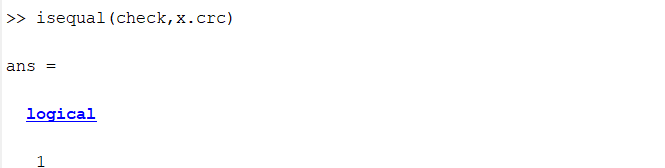 >> isequal(check,x.crc)
ans =
logical
1